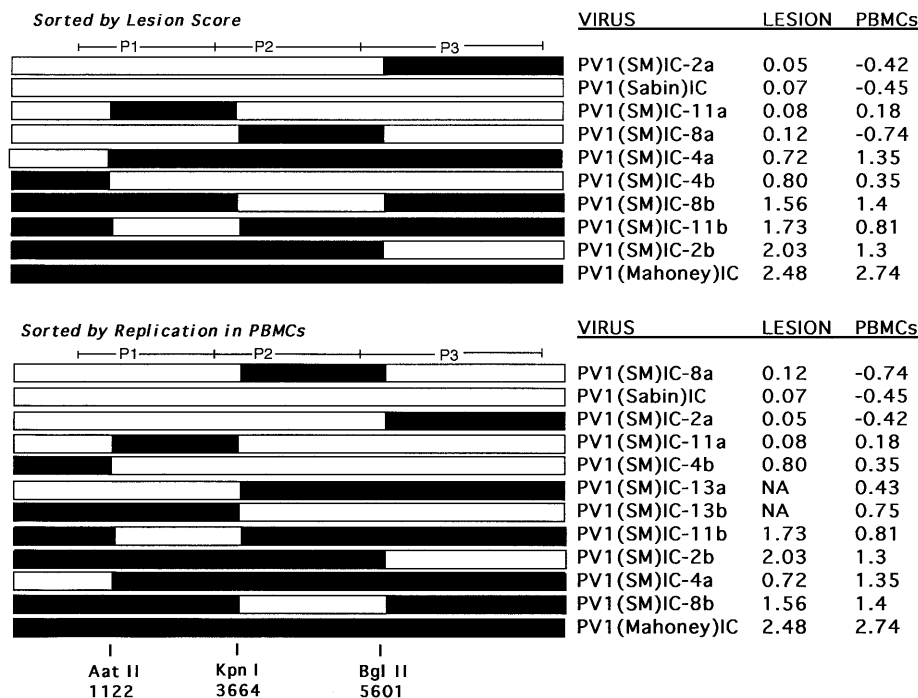 Sorted by Lesion Score
VIRUS LESION PBMCs
P1 P2 P3
PV1(SM)IC-2a 0.05 -0.42
PV1(Sabin)IC 0.07 -0.45
PV1(SM)IC-11a 0.08 0.18
PV1(SM)IC-8a 0.12 -0.74
PV1(SM)IC-4a 0.72 1.35
PV1(SM)IC-4b 0.80 0.35
PV1(SM)IC-8b 1.56 1.4
PV1(SM)IC-11b 1.73 0.81
PV1(SM)IC-2b 2.03 1.3
PV1(Mahoney)IC 2.48 2.74
Sorted by Replication in PBMCs
VIRUS LESION PBMCs
P1 P2 P3
PV1(SM)IC-8a 0.12 -0.74
PV1(Sabin)IC 0.07 -0.45
PV1(SM)IC-2a 0.05 -0.42
PV1(SM)IC-11a 0.08 0.18
PV1(SM)IC-4b 0.80 0.35
PV1(SM)IC-13a NA 0.43
PV1(SM)IC-13b NA 0.75
PV1(SM)IC-11b 1.73 0.81
PV1(SM)IC-2b 2.03 1.3
PV1(SM)IC-4a 0.72 1.35
PV1(SM)IC-8b 1.56 1.4
PV1(Mahoney)IC 2.48 2.74
Aat II Kpn I Bgl II
1122 3664 5601